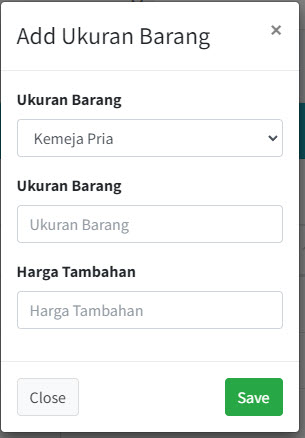 Add Ukuran Barang ×
Ukuran Barang
Kemeja Pria
Ukuran Barang
Ukuran Barang
Harga Tambahan
Harga Tambahan
Close Save